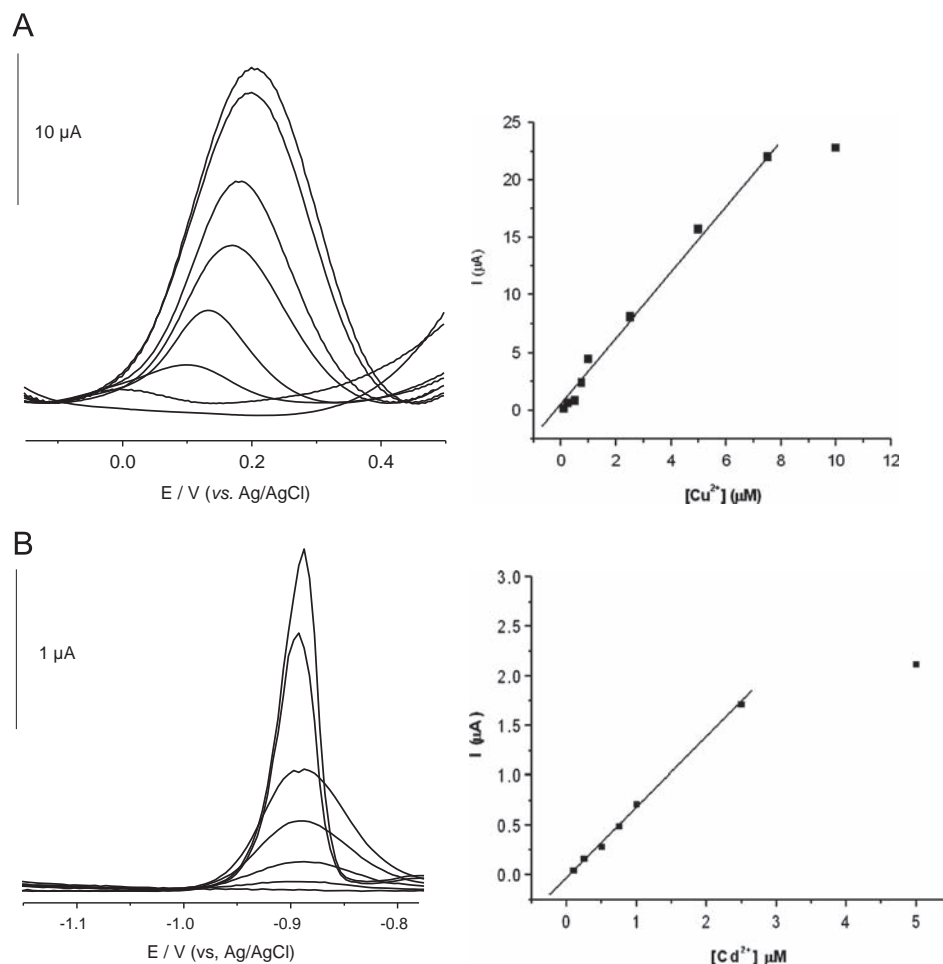 A
10 µA
0.0 0.2 0.4
E / V (vs. Ag/AgCl)
25
20
15
10
5
0
I (µA)
0 2 4 6 8 10 12
[Cu²⁺] (µM)
B
1 µA
-1.1 -1.0 -0.9 -0.8
E / V (vs, Ag/AgCl)
3.0
2.5
2.0
1.5
1.0
0.5
0.0
I (µA)
0 1 2 3 4 5
[Cd²⁺] µM